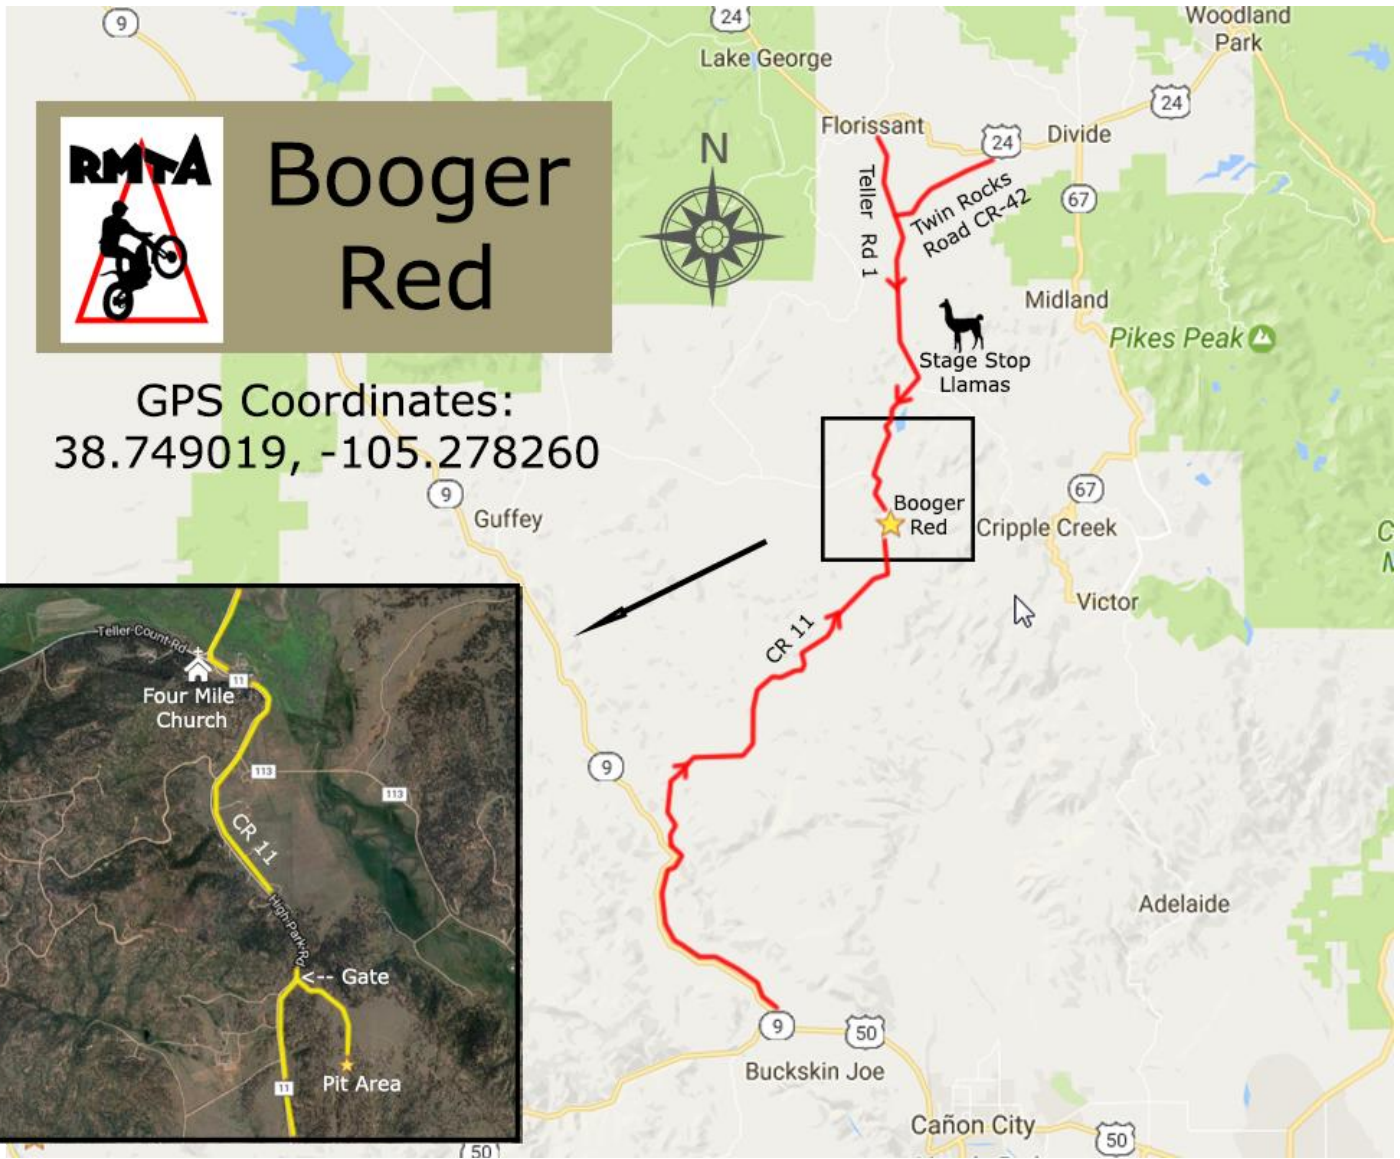 9
24
Woodland
Park
Lake George
24
Florissant
24
Divide
RMTA
Booger
Red
N
67
Teller Rd 1
Twin Rocks
Road CR-42
Midland
Pikes Peak
Stage Stop
Llamas
GPS Coordinates:
38.749019, -105.278260
9
Guffey
Booger
Red
67
Cripple Creek
Victor
CR 11
Teller Count Rd
11
Four Mile
Church
113
113
CR 11
High Park Rd
<-- Gate
11
Pit Area
9
Adelaide
9
50
Buckskin Joe
Cañon City
50
50